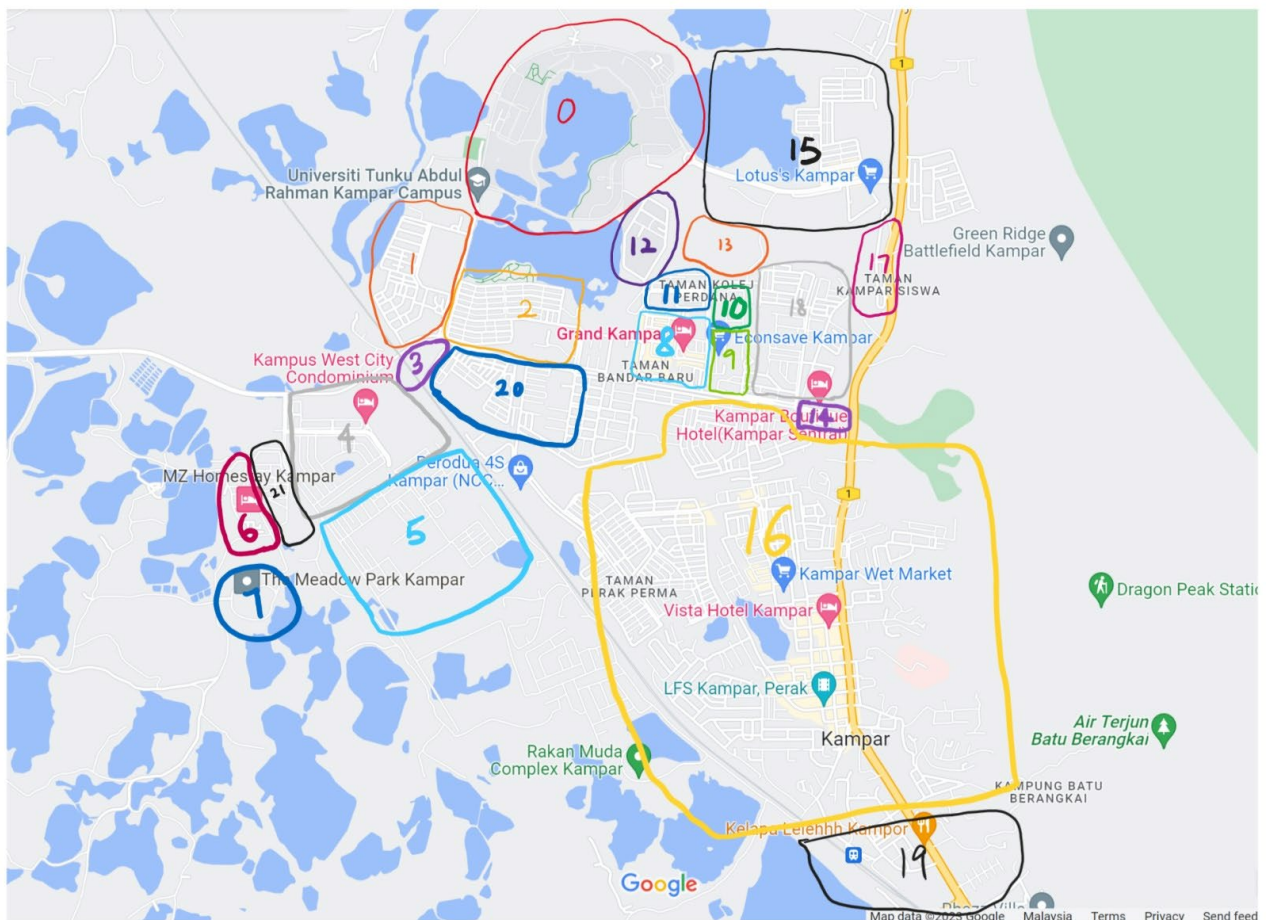 1
0
15
Universiti Tunku Abdul
Rahman Kampar Campus
Lotus's Kampar
12
13
Green Ridge
Battlefield Kampar
1
17
TAMAN
KAMPAR SISWA
TAMAN KOLEJ
PERDANA
11
10
18
2
Grand Kampa
8
Econsave Kampar
9
Kampus West City
Condominium
3
TAMAN
BANDAR BARU
20
Kampar Boutique
Hotel(Kampar Sentral)
14
4
MZ Homestay Kampar
21
6
Perodua 4S
Kampar (NCC...
5
1
16
The Meadow Park Kampar
7
TAMAN
PERAK PERMA
Kampar Wet Market
Vista Hotel Kampar
Dragon Peak Static
LFS Kampar, Perak
Kampar
Air Terjun
Batu Berangkai
Rakan Muda
Complex Kampar
KAMPUNG BATU
BERANGKAI
Kelapa Lelehhh Kampor
19
Google
Map data ©2023 Google Malaysia Terms Privacy Send feed